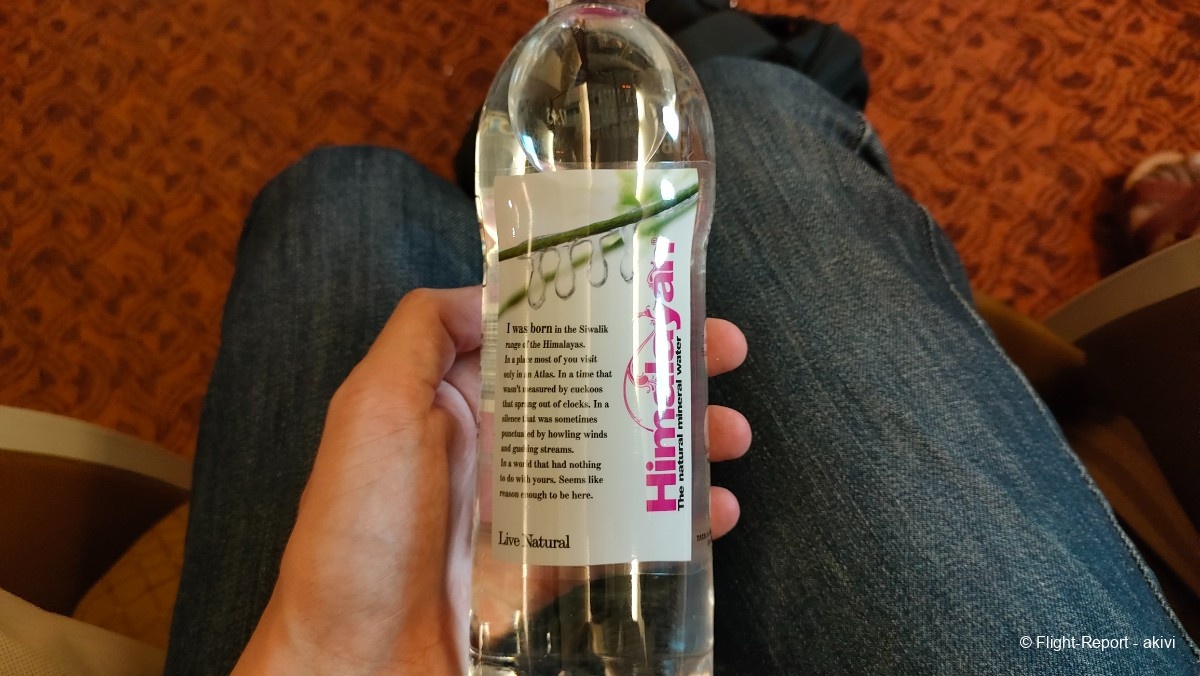 I was born in the Siwalik
range of the Himalayas.
In a place most of you visit
only in an Atlas. In a time that
wasn't measured by cuckoos
that sprang out of clocks. In a
silence that was sometimes
punctuated by howling winds
and gushing streams.
In a world that had nothing
to do with yours. Seems like
reason enough to be here.
Live Natural
Himalayan®
The natural mineral water
© Flight-Report - akivi